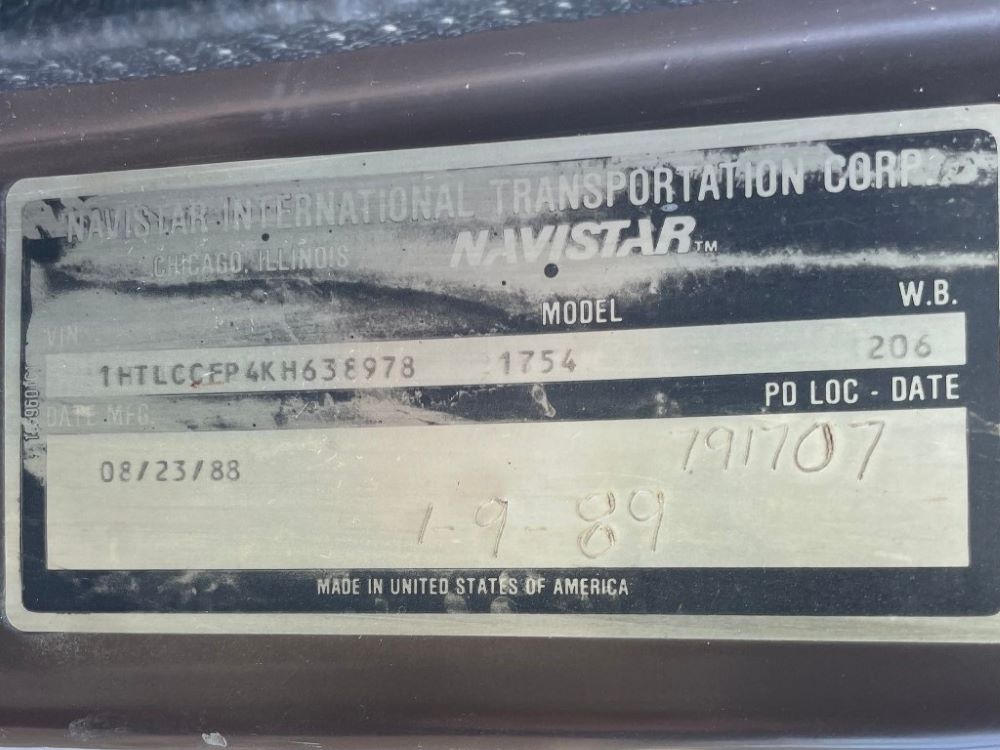 NAVISTAR INTERNATIONAL TRANSPORTATION CORP.
CHICAGO, ILLINOIS NAVISTAR™
VIN MODEL W.B.
1HTLCCFP4KH638978 1754 206
DATE MFG. PD LOC - DATE
08/23/88 791707
1-9-89
MADE IN UNITED STATES OF AMERICA